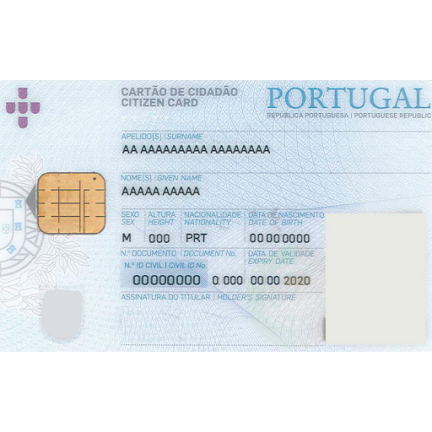 CARTÃO DE CIDADÃO
CITIZEN CARD
PORTUGAL
REPÚBLICA PORTUGUESA | PORTUGUESE REPUBLIC
APELIDO[S] | SURNAME
AA AAAAAAAAA AAAAAAAA
NOME[S] | GIVEN NAME
AAAAA AAAAA
SEXO ALTURA NACIONALIDADE DATA DE NASCIMENTO
SEX HEIGHT NATIONALITY DATE OF BIRTH
M 000 PRT 00 00 0000
N.º DOCUMENTO | DOCUMENT No. DATA DE VALIDADE
EXPIRY DATE
N.º ID CIVIL | CIVIL ID No
00000000 0 000 00 00 2020
ASSINATURA DO TITULAR | HOLDER'S SIGNATURE